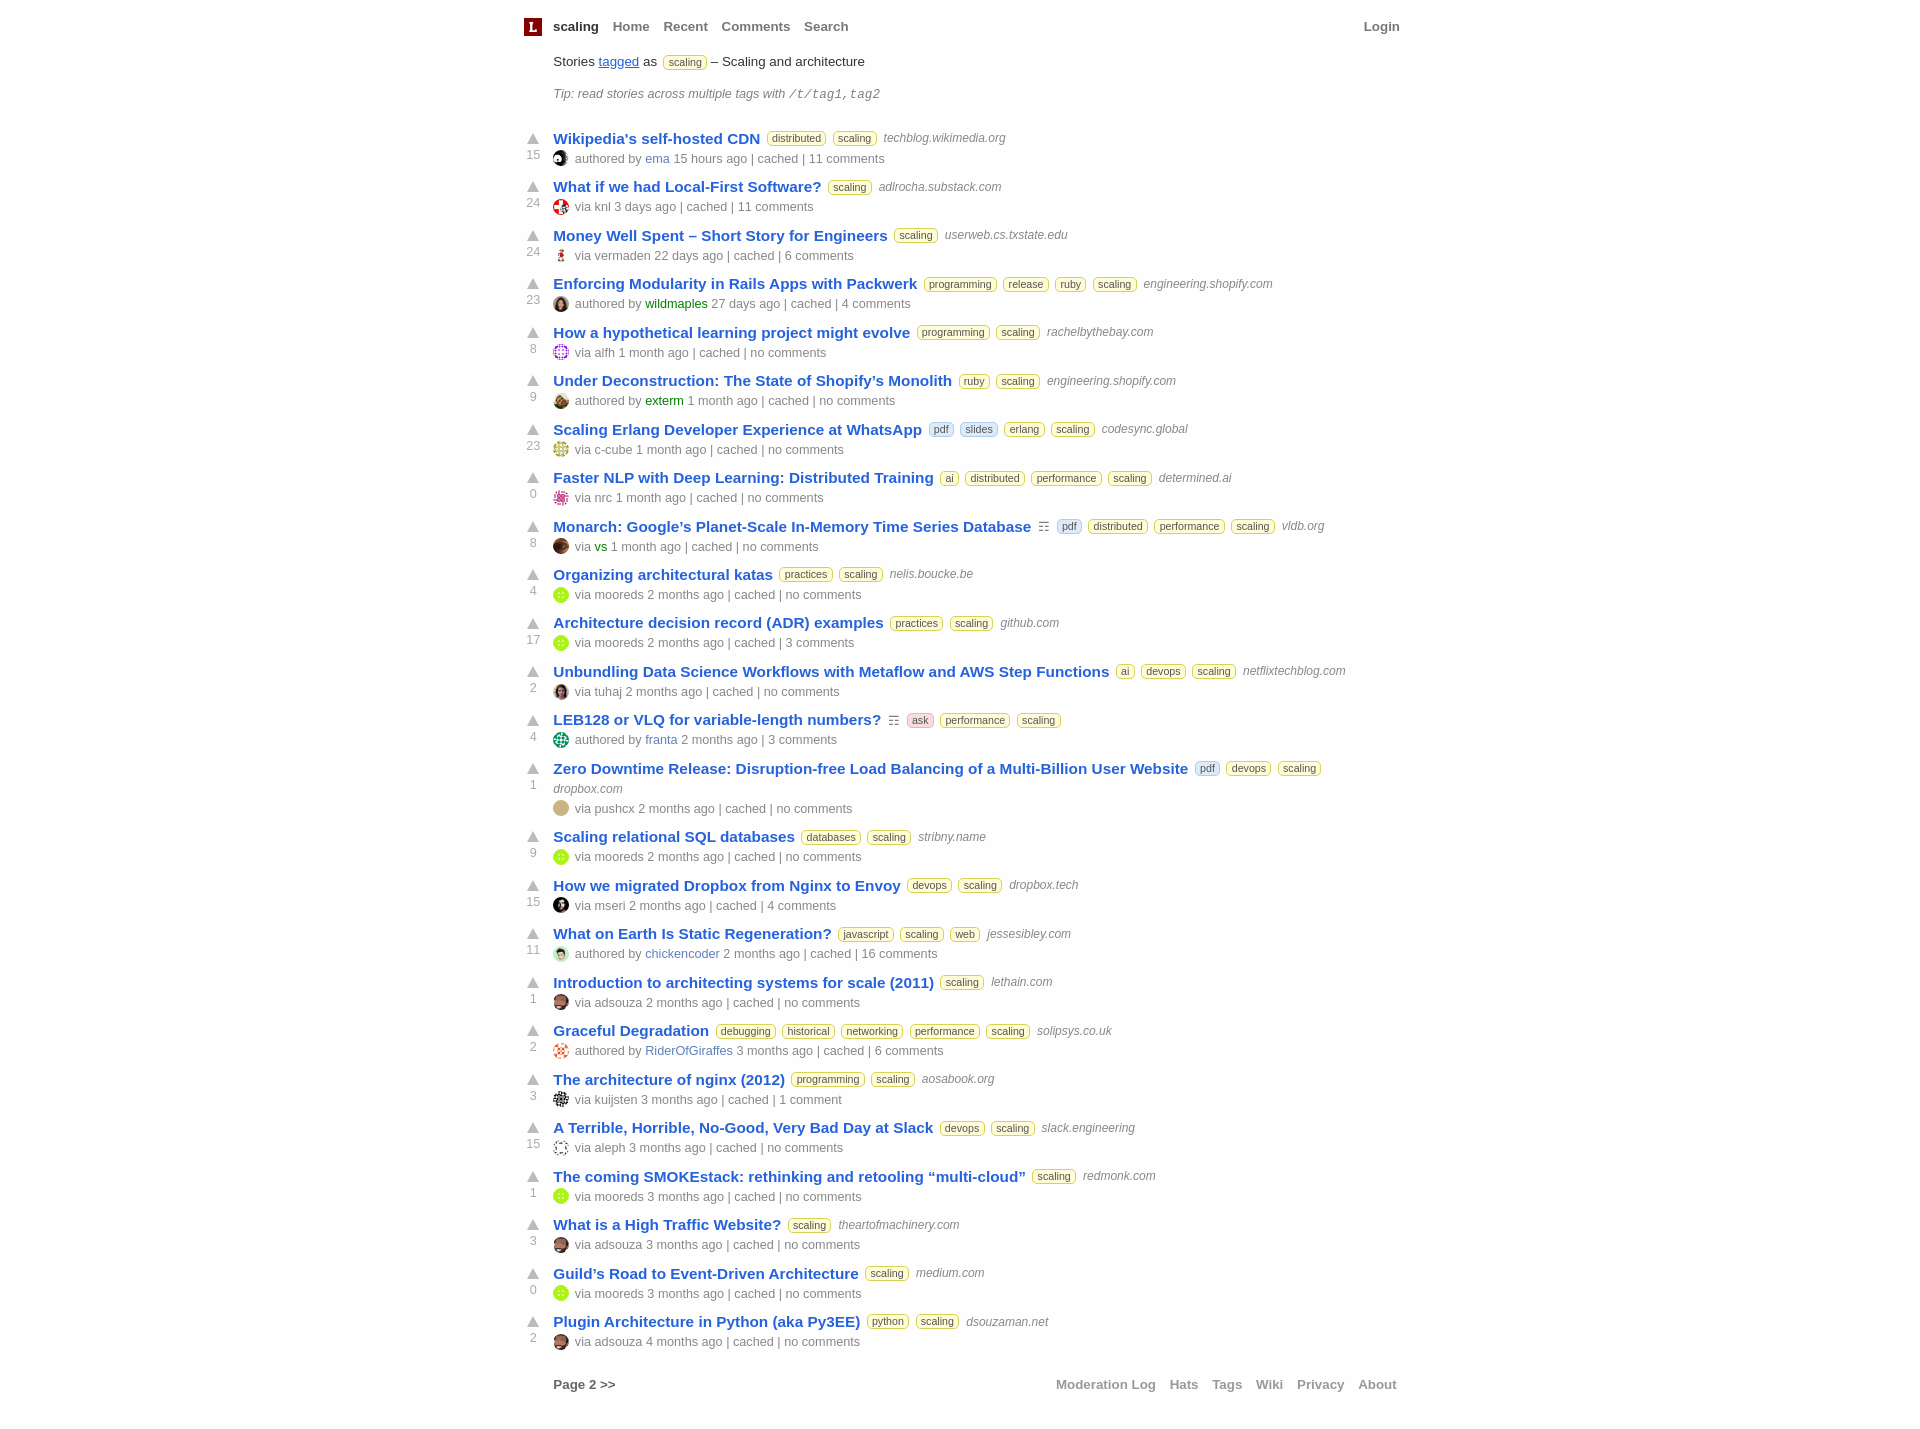 L scaling Home Recent Comments Search Login
Stories tagged as scaling – Scaling and architecture
Tip: read stories across multiple tags with /t/tag1,tag2
Wikipedia's self-hosted CDN distributed scaling techblog.wikimedia.org
15 authored by ema 15 hours ago | cached | 11 comments
What if we had Local-First Software? scaling adlrocha.substack.com
24 via knl 3 days ago | cached | 11 comments
Money Well Spent – Short Story for Engineers scaling userweb.cs.txstate.edu
24 via vermaden 22 days ago | cached | 6 comments
Enforcing Modularity in Rails Apps with Packwerk programming release ruby scaling engineering.shopify.com
23 authored by wildmaples 27 days ago | cached | 4 comments
How a hypothetical learning project might evolve programming scaling rachelbythebay.com
8 via alfh 1 month ago | cached | no comments
Under Deconstruction: The State of Shopify’s Monolith ruby scaling engineering.shopify.com
9 authored by exterm 1 month ago | cached | no comments
Scaling Erlang Developer Experience at WhatsApp pdf slides erlang scaling codesync.global
23 via c-cube 1 month ago | cached | no comments
Faster NLP with Deep Learning: Distributed Training ai distributed performance scaling determined.ai
0 via nrc 1 month ago | cached | no comments
Monarch: Google’s Planet-Scale In-Memory Time Series Database ☶ pdf distributed performance scaling vldb.org
8 via vs 1 month ago | cached | no comments
Organizing architectural katas practices scaling nelis.boucke.be
4 via mooreds 2 months ago | cached | no comments
Architecture decision record (ADR) examples practices scaling github.com
17 via mooreds 2 months ago | cached | 3 comments
Unbundling Data Science Workflows with Metaflow and AWS Step Functions ai devops scaling netflixtechblog.com
2 via tuhaj 2 months ago | cached | no comments
LEB128 or VLQ for variable-length numbers? ☶ ask performance scaling
4 authored by franta 2 months ago | 3 comments
Zero Downtime Release: Disruption-free Load Balancing of a Multi-Billion User Website pdf devops scaling
1 dropbox.com
via pushcx 2 months ago | cached | no comments
Scaling relational SQL databases databases scaling stribny.name
9 via mooreds 2 months ago | cached | no comments
How we migrated Dropbox from Nginx to Envoy devops scaling dropbox.tech
15 via mseri 2 months ago | cached | 4 comments
What on Earth Is Static Regeneration? javascript scaling web jessesibley.com
11 authored by chickencoder 2 months ago | cached | 16 comments
Introduction to architecting systems for scale (2011) scaling lethain.com
1 via adsouza 2 months ago | cached | no comments
Graceful Degradation debugging historical networking performance scaling solipsys.co.uk
2 authored by RiderOfGiraffes 3 months ago | cached | 6 comments
The architecture of nginx (2012) programming scaling aosabook.org
3 via kuijsten 3 months ago | cached | 1 comment
A Terrible, Horrible, No-Good, Very Bad Day at Slack devops scaling slack.engineering
15 via aleph 3 months ago | cached | no comments
The coming SMOKEstack: rethinking and retooling “multi-cloud” scaling redmonk.com
1 via mooreds 3 months ago | cached | no comments
What is a High Traffic Website? scaling theartofmachinery.com
3 via adsouza 3 months ago | cached | no comments
Guild’s Road to Event-Driven Architecture scaling medium.com
0 via mooreds 3 months ago | cached | no comments
Plugin Architecture in Python (aka Py3EE) python scaling dsouzaman.net
2 via adsouza 4 months ago | cached | no comments
Page 2 >> Moderation Log Hats Tags Wiki Privacy About